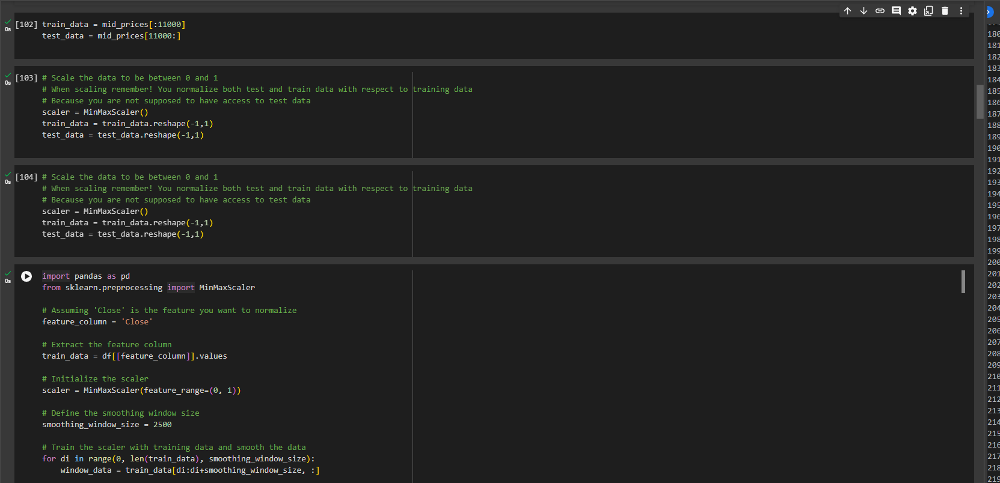 [102] train_data = mid_prices[:11000]
0s
test_data = mid_prices[11000:]
[103] # Scale the data to be between 0 and 1
0s
# When scaling remember! You normalize both test and train data with respect to training data
# Because you are not supposed to have access to test data
scaler = MinMaxScaler()
train_data = train_data.reshape(-1,1)
test_data = test_data.reshape(-1,1)
[104] # Scale the data to be between 0 and 1
0s
# When scaling remember! You normalize both test and train data with respect to training data
# Because you are not supposed to have access to test data
scaler = MinMaxScaler()
train_data = train_data.reshape(-1,1)
test_data = test_data.reshape(-1,1)
0s
import pandas as pd
from sklearn.preprocessing import MinMaxScaler
# Assuming 'Close' is the feature you want to normalize
feature_column = 'Close'
# Extract the feature column
train_data = df[[feature_column]].values
# Initialize the scaler
scaler = MinMaxScaler(feature_range=(0, 1))
# Define the smoothing window size
smoothing_window_size = 2500
# Train the scaler with training data and smooth the data
for di in range(0, len(train_data), smoothing_window_size):
window_data = train_data[di:di+smoothing_window_size, :]
180
181
182
183
184
185
186
187
188
189
190
191
192
193
194
195
196
197
198
199
200
201
202
203
204
205
206
207
208
209
210
211
212
213
214
215
216
217
218
219